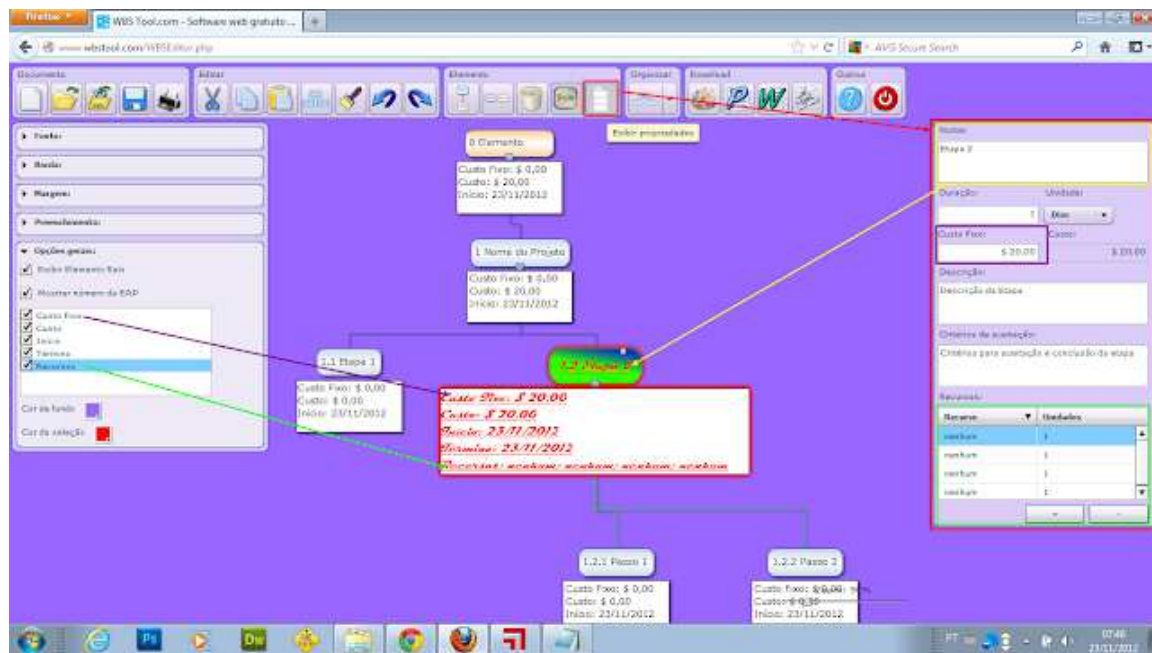 Firefox
WBS Tool.com - Software web gratuito ...
www.wbstool.com/WBSEditor.php
AVG Secure Search
Documento
Editar
Elemento
Organizar
Download
Outros
Exibir propriedades
Fonte:
Borda:
Margem:
Preenchimento:
Opções gerais:
Exibir Elemento Raiz
Mostrar número da EAP
Custo Fixo
Custo
Início
Término
Recursos
Cor de fundo
Cor da seleção
0 Elemento
Custo Fixo: $ 0,00
Custo: $ 20,00
Início: 23/11/2012
1 Nome do Projeto
Custo Fixo: $ 0,00
Custo: $ 20,00
Início: 23/11/2012
1.1 Etapa 1
Custo Fixo: $ 0,00
Custo: $ 0,00
Início: 23/11/2012
1.2 Etapa 2
Custo Fixo: $ 20,00
Custo: $ 20,00
Início: 23/11/2012
Término: 23/11/2012
Recursos: nenhum; nenhum; nenhum; nenhum
1.2.1 Passo 1
Custo Fixo: $ 0,00
Custo: $ 0,00
Início: 23/11/2012
1.2.2 Passo 2
Custo Fixo: $ 0,00
Custo: $ 0,00
Início: 23/11/2012
Nome:
Etapa 2
Duração: Unidade:
1 Dias
Custo Fixo: Custo:
$ 20,00 $ 20,00
Descrição:
Descrição da Etapa
Critérios de aceitação:
Critérios para aceitação e conclusão da etapa
Recursos:
Recurso Unidades
nenhum 1
nenhum 1
nenhum 1
nenhum 1
+ -
Ps
Dw
PT
07:46
23/11/2012